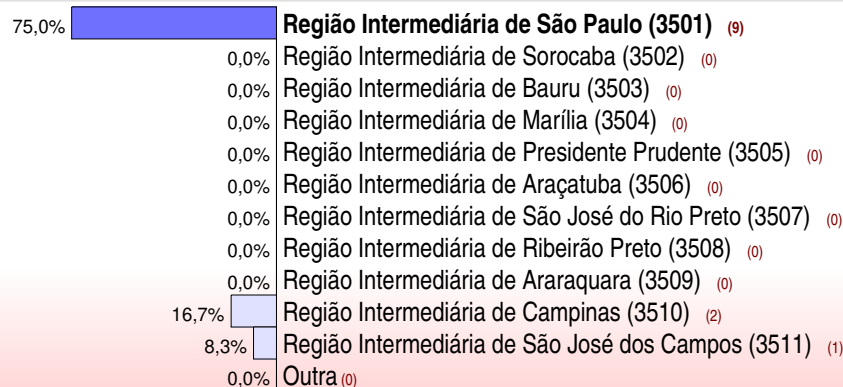 75,0% Região Intermediária de São Paulo (3501) (9)
0,0% Região Intermediária de Sorocaba (3502) (0)
0,0% Região Intermediária de Bauru (3503) (0)
0,0% Região Intermediária de Marília (3504) (0)
0,0% Região Intermediária de Presidente Prudente (3505) (0)
0,0% Região Intermediária de Araçatuba (3506) (0)
0,0% Região Intermediária de São José do Rio Preto (3507) (0)
0,0% Região Intermediária de Ribeirão Preto (3508) (0)
0,0% Região Intermediária de Araraquara (3509) (0)
16,7% Região Intermediária de Campinas (3510) (2)
8,3% Região Intermediária de São José dos Campos (3511) (1)
0,0% Outra (0)